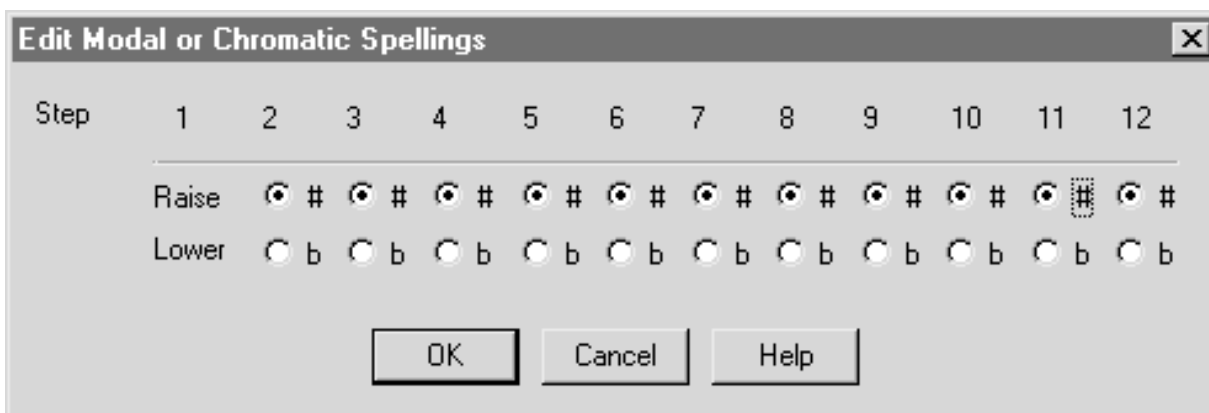 Edit Modal or Chromatic Spellings
Step 1 2 3 4 5 6 7 8 9 10 11 12
Raise # # # # # # # # # # #
Lower b b b b b b b b b b b
OK Cancel Help